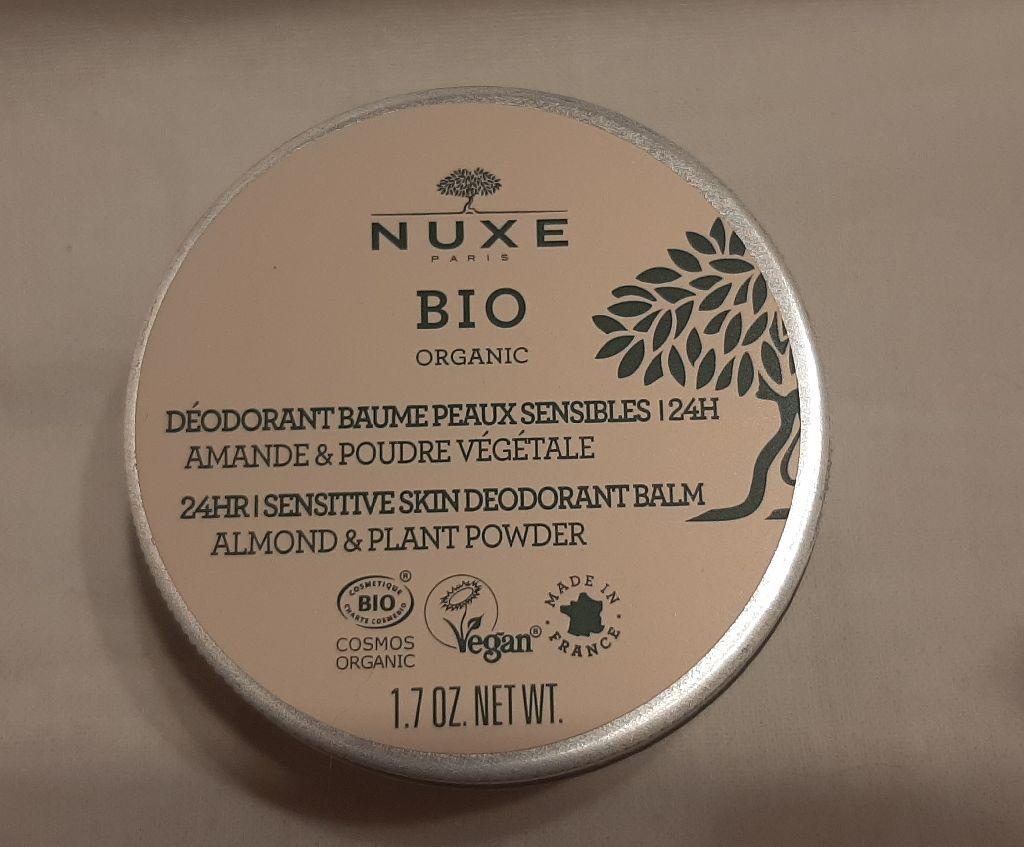 NUXE
PARIS
BIO
ORGANIC
DÉODORANT BAUME PEAUX SENSIBLES | 24H
AMANDE & POUDRE VÉGÉTALE
24HR | SENSITIVE SKIN DEODORANT BALM
ALMOND & PLANT POWDER
COSMETIQUE
BIO
CHARTE COSMEBIO
®
COSMOS
ORGANIC
Vegan®
MADE IN
FRANCE
1.7 OZ. NET WT.